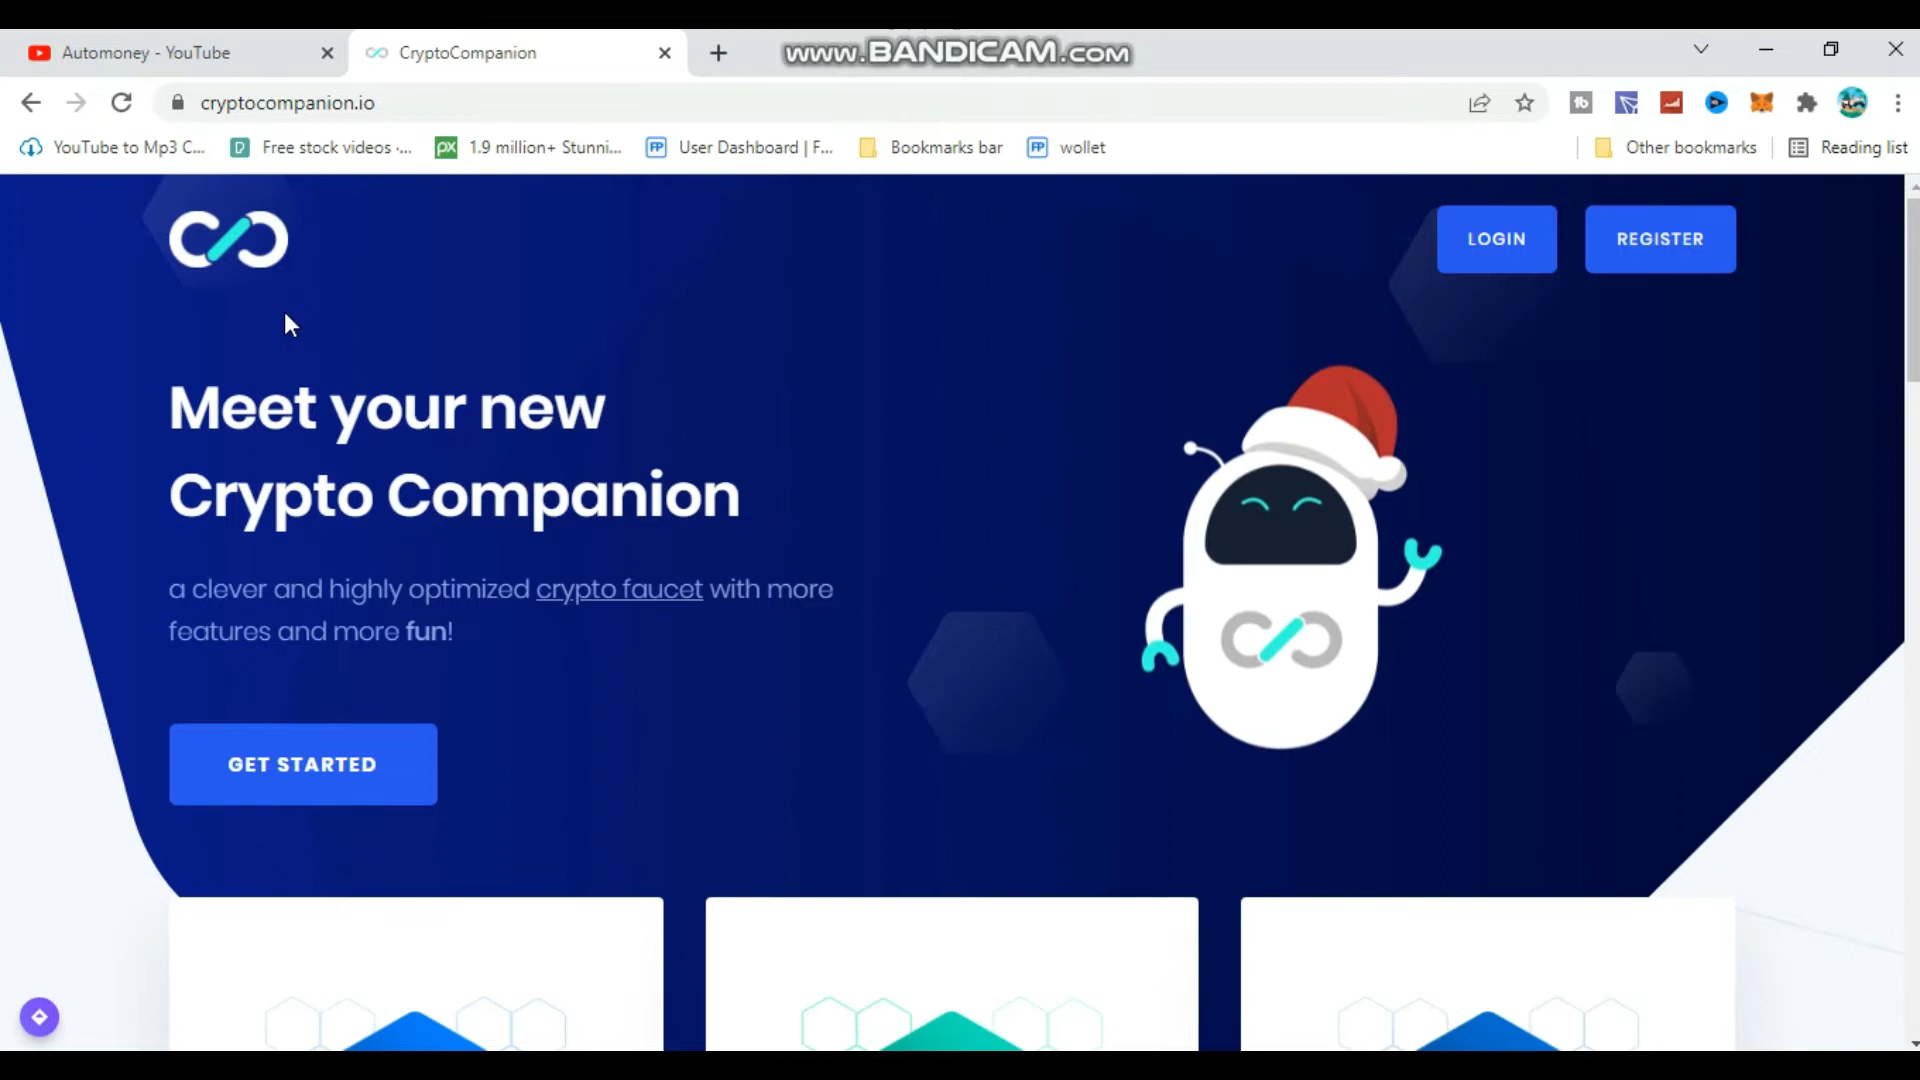 Automoney - YouTube
CryptoCompanion
www.BANDICAM.com
cryptocompanion.io
YouTube to Mp3 C...
Free stock videos ·...
1.9 million+ Stunni...
User Dashboard | F...
Bookmarks bar
wollet
Other bookmarks
Reading list
LOGIN
REGISTER
Meet your new
Crypto Companion
a clever and highly optimized crypto faucet with more
features and more fun!
GET STARTED